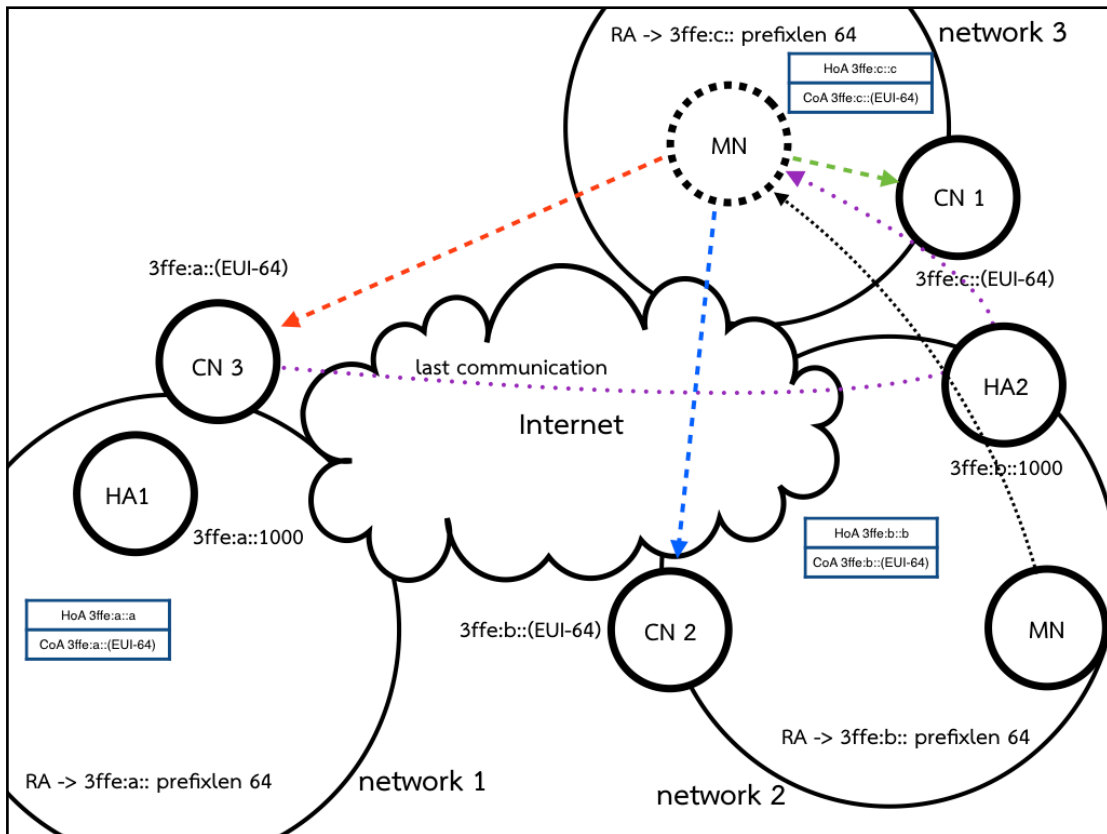 RA -> 3ffe:c:: prefixlen 64
network 3
HoA 3ffe:c::c
CoA 3ffe:c::(EUI-64)
MN
CN 1
3ffe:a::(EUI-64)
3ffe:c::(EUI-64)
CN 3
last communication
HA2
Internet
3ffe:b::1000
HA1
3ffe:a::1000
HoA 3ffe:b::b
CoA 3ffe:b::(EUI-64)
HoA 3ffe:a::a
CoA 3ffe:a::(EUI-64)
3ffe:b::(EUI-64)
CN 2
MN
RA -> 3ffe:b:: prefixlen 64
RA -> 3ffe:a:: prefixlen 64
network 1
network 2